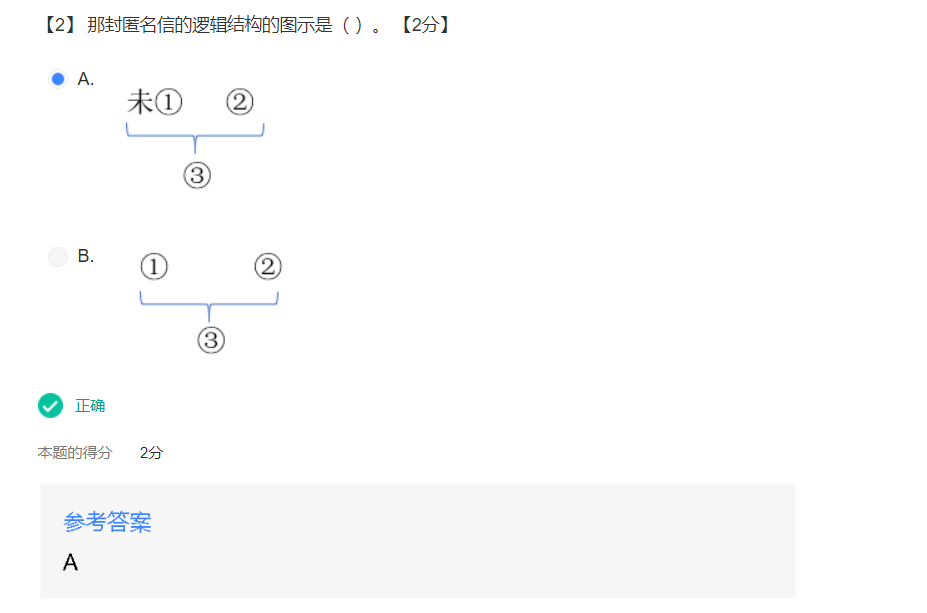 【2】 那封匿名信的逻辑结构的图示是（ ）。 【2分】
A.
未① ②
③
B.
① ②
③
正确
本题的得分 2分
参考答案
A